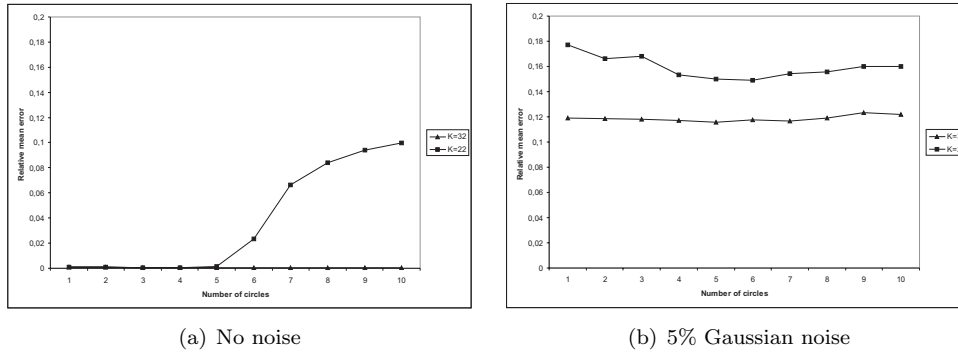 0,2
0,18
0,16
0,14
0,12
0,1
0,08
0,06
0,04
0,02
0
Relative mean error
1 2 3 4 5 6 7 8 9 10
Number of circles
K=32
K=22
(a) No noise
0,2
0,18
0,16
0,14
0,12
0,1
0,08
0,06
0,04
0,02
0
Relative mean error
1 2 3 4 5 6 7 8 9 10
Number of circles
(b) 5% Gaussian noise